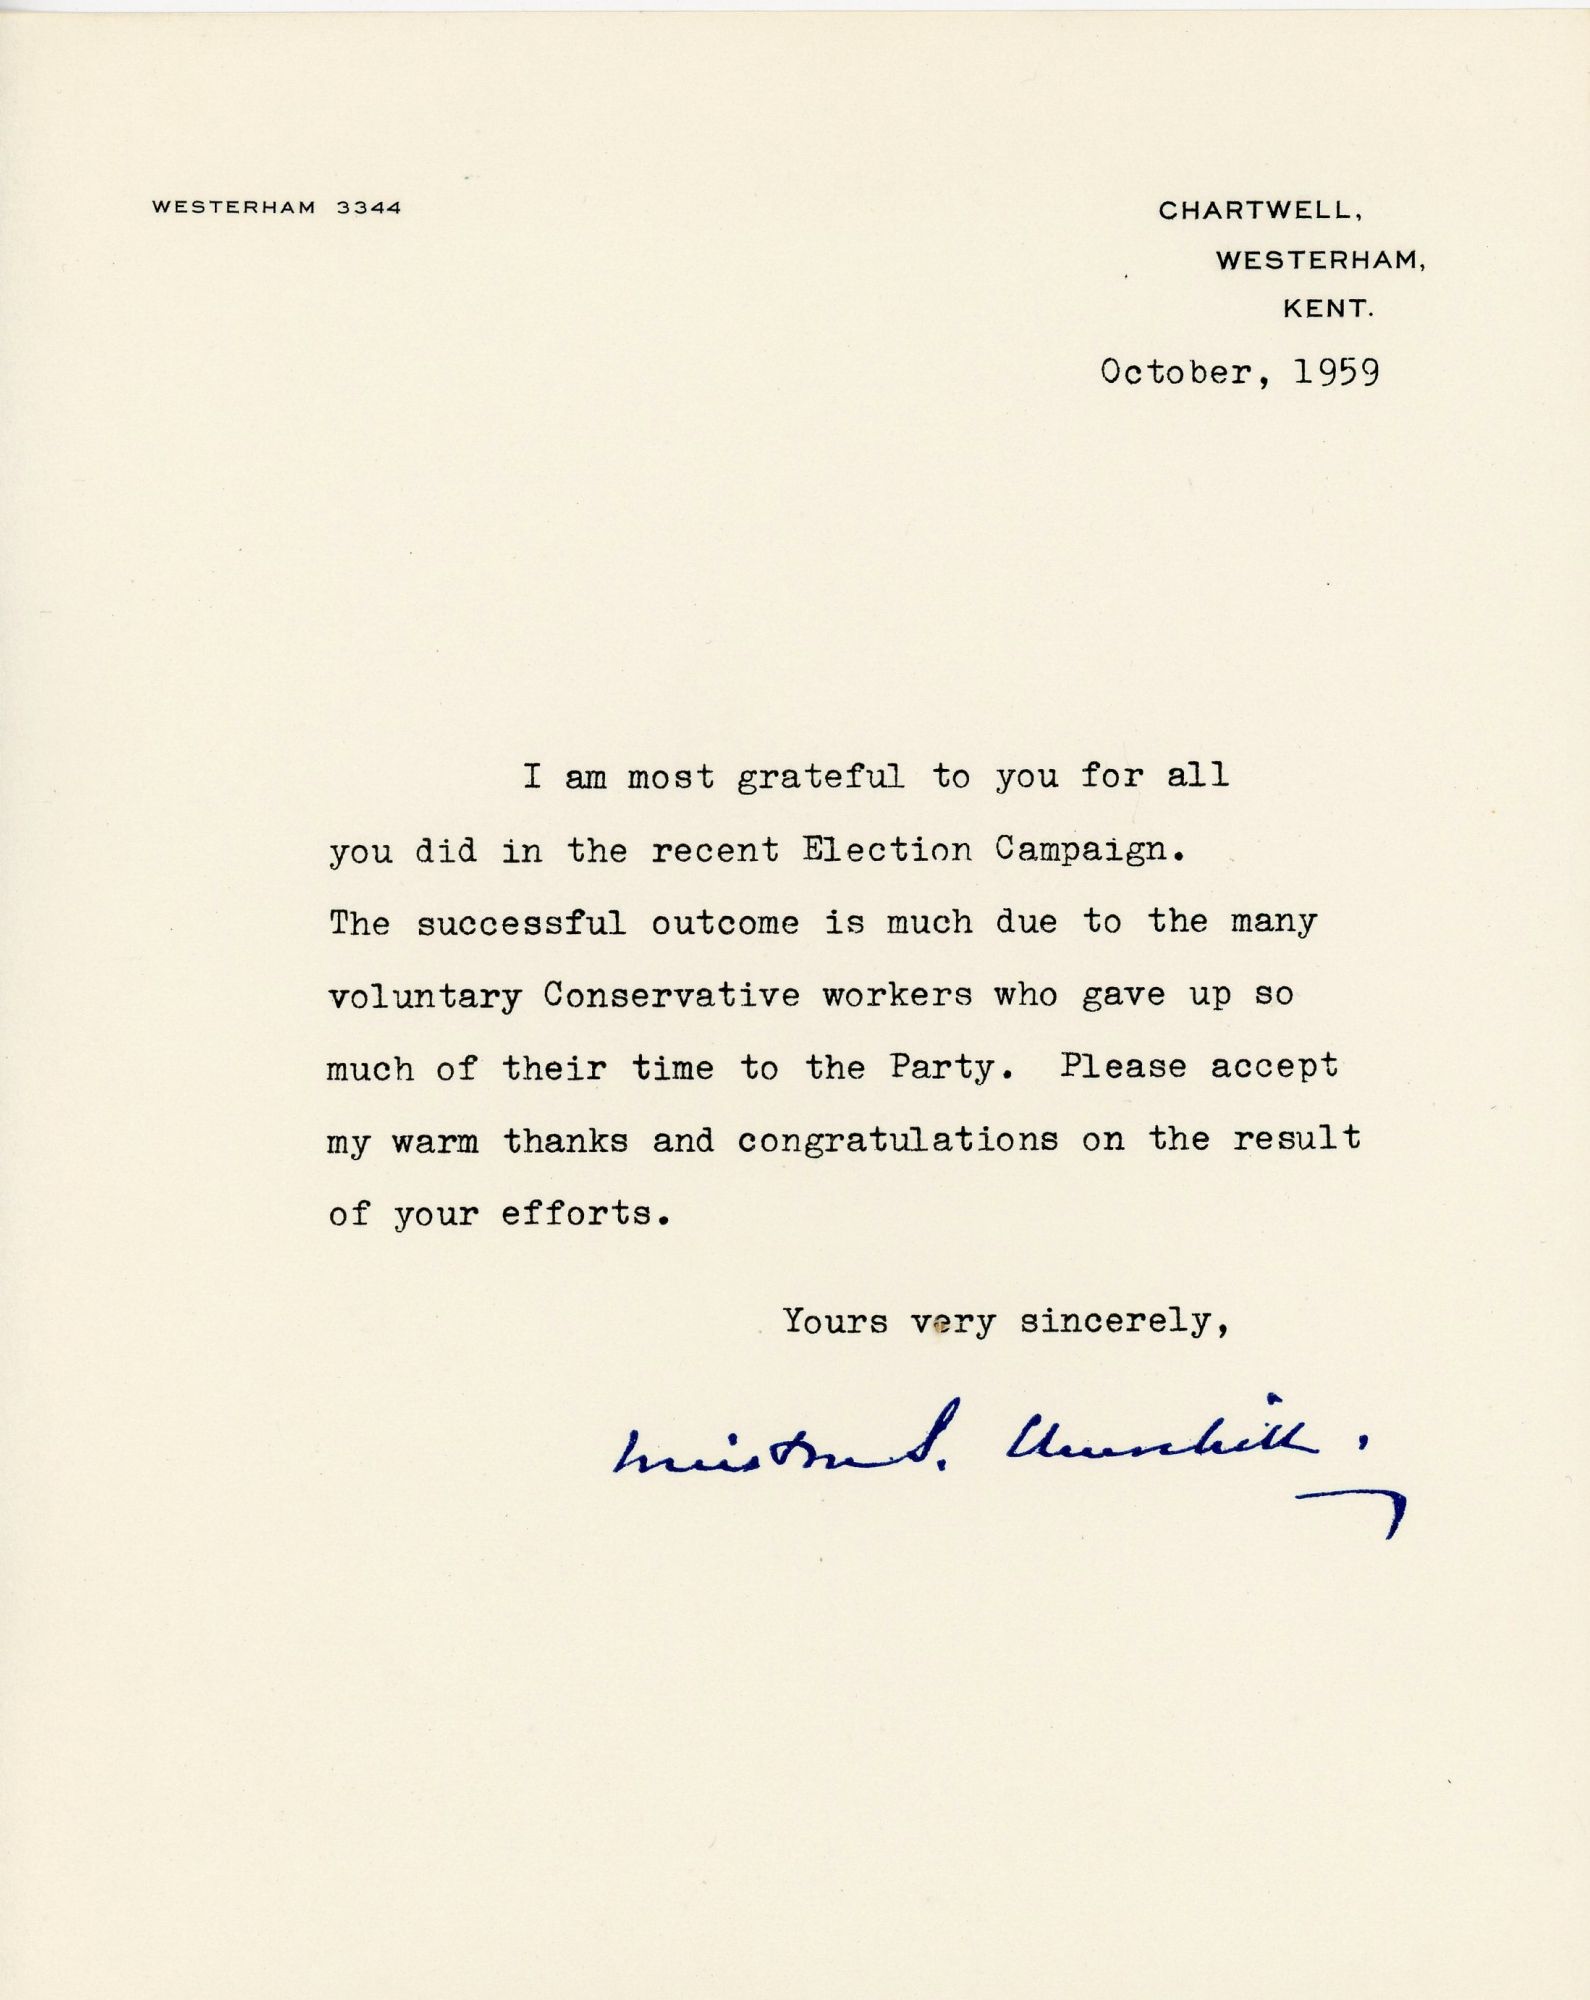 WESTERHAM 3344
CHARTWELL,
WESTERHAM,
KENT.
October, 1959
I am most grateful to you for all
you did in the recent Election Campaign.
The successful outcome is much due to the many
voluntary Conservative workers who gave up so
much of their time to the Party. Please accept
my warm thanks and congratulations on the result
of your efforts.
Yours very sincerely,
Winston S. Churchill.